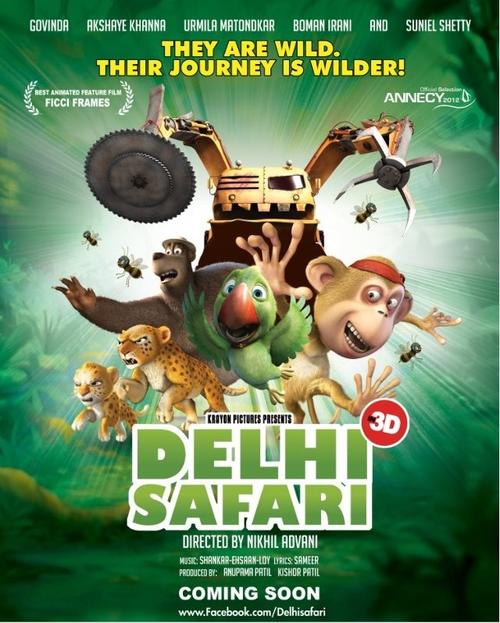 GOVINDA AKSHAYE KHANNA URMILA MATONDKAR BOMAN IRANI AND SUNIEL SHETTY
THEY ARE WILD.
THEIR JOURNEY IS WILDER!
BEST ANIMATED FEATURE FILM
FICCI FRAMES
Official Selection
ANNECY 2012
KRAYON PICTURES PRESENTS
3D
DELHI
SAFARI
DIRECTED BY NIKHIL ADVANI
MUSIC: SHANKAR-EHSAAN-LOY LYRICS: SAMEER
PRODUCED BY: ANUPAMA PATIL KISHOR PATIL
COMING SOON
www.Facebook.com/Delhisafari